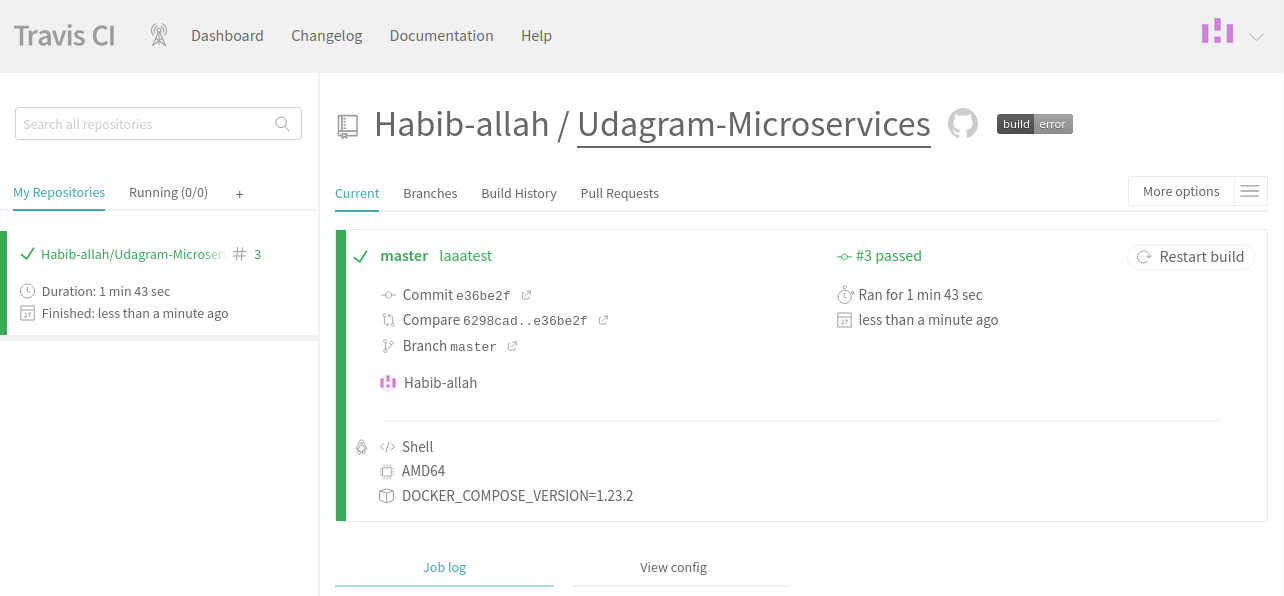 Travis CI Dashboard Changelog Documentation Help
Search all repositories
My Repositories Running (0/0) +
Habib-allah/Udagram-Microser # 3
Duration: 1 min 43 sec
27 Finished: less than a minute ago
Habib-allah / Udagram-Microservices build error
Current Branches Build History Pull Requests More options
master laaatest #3 passed Restart build
Commit e36be2f Ran for 1 min 43 sec
Compare 6298cad..e36be2f 27 less than a minute ago
Branch master
Habib-allah
</> Shell
AMD64
DOCKER_COMPOSE_VERSION=1.23.2
Job log View config